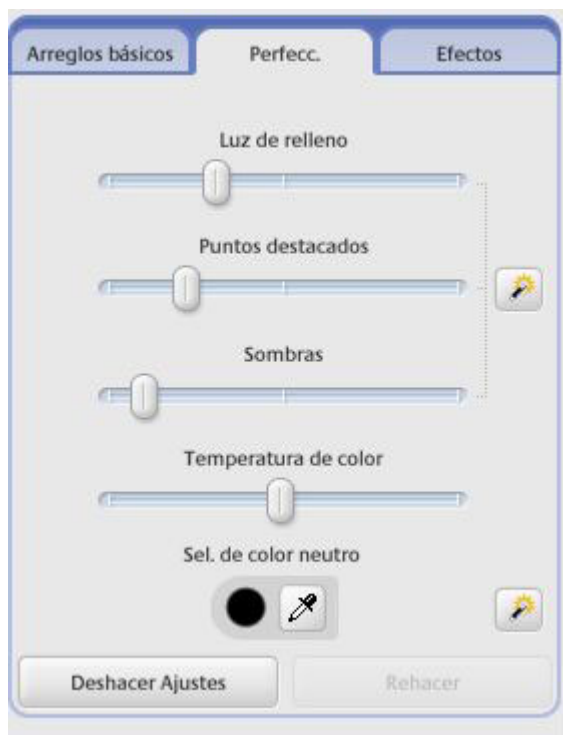 Arreglos básicos Perfecc. Efectos
Luz de relleno
Puntos destacados
Sombras
Temperatura de color
Sel. de color neutro
Deshacer Ajustes Rehacer